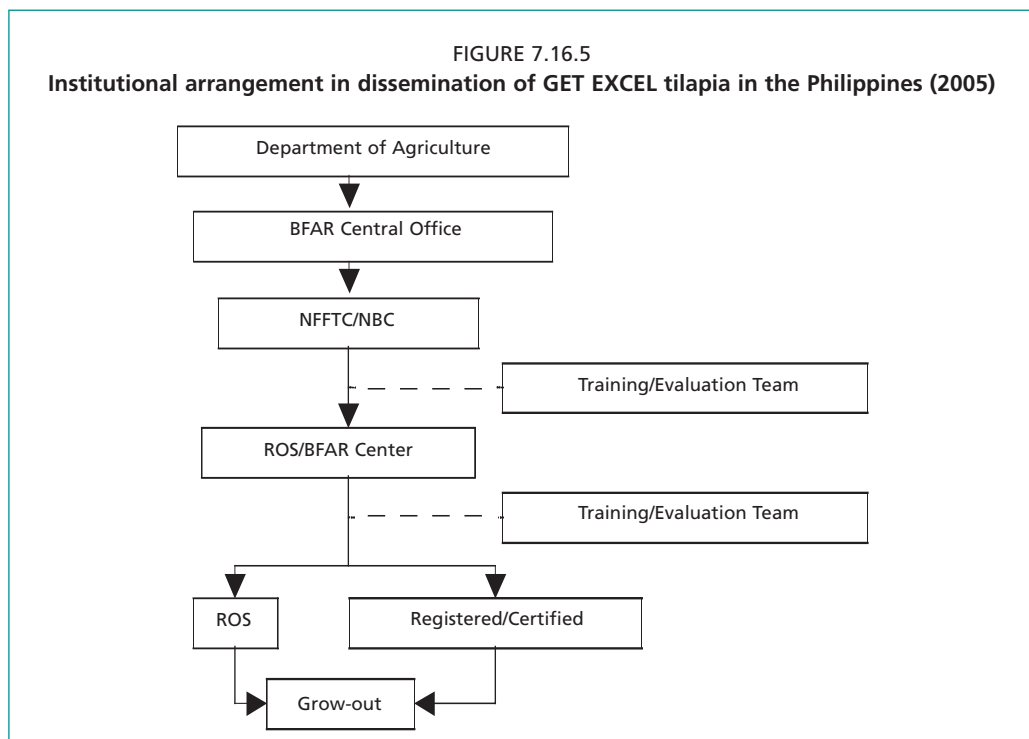 FIGURE 7.16.5
Institutional arrangement in dissemination of GET EXCEL tilapia in the Philippines (2005)
Department of Agriculture
BFAR Central Office
NFFTC/NBC
Training/Evaluation Team
ROS/BFAR Center
Training/Evaluation Team
ROS
Registered/Certified
Grow-out